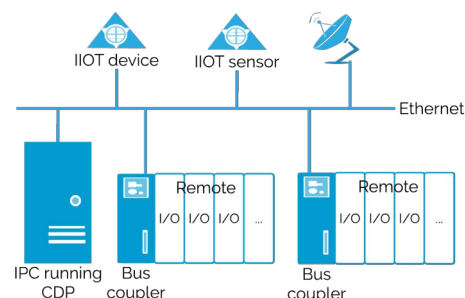 IIOT device
IIOT sensor
Ethernet
Remote
I/O I/O I/O ...
Remote
I/O I/O I/O ...
IPC running
CDP
Bus
coupler
Bus
coupler